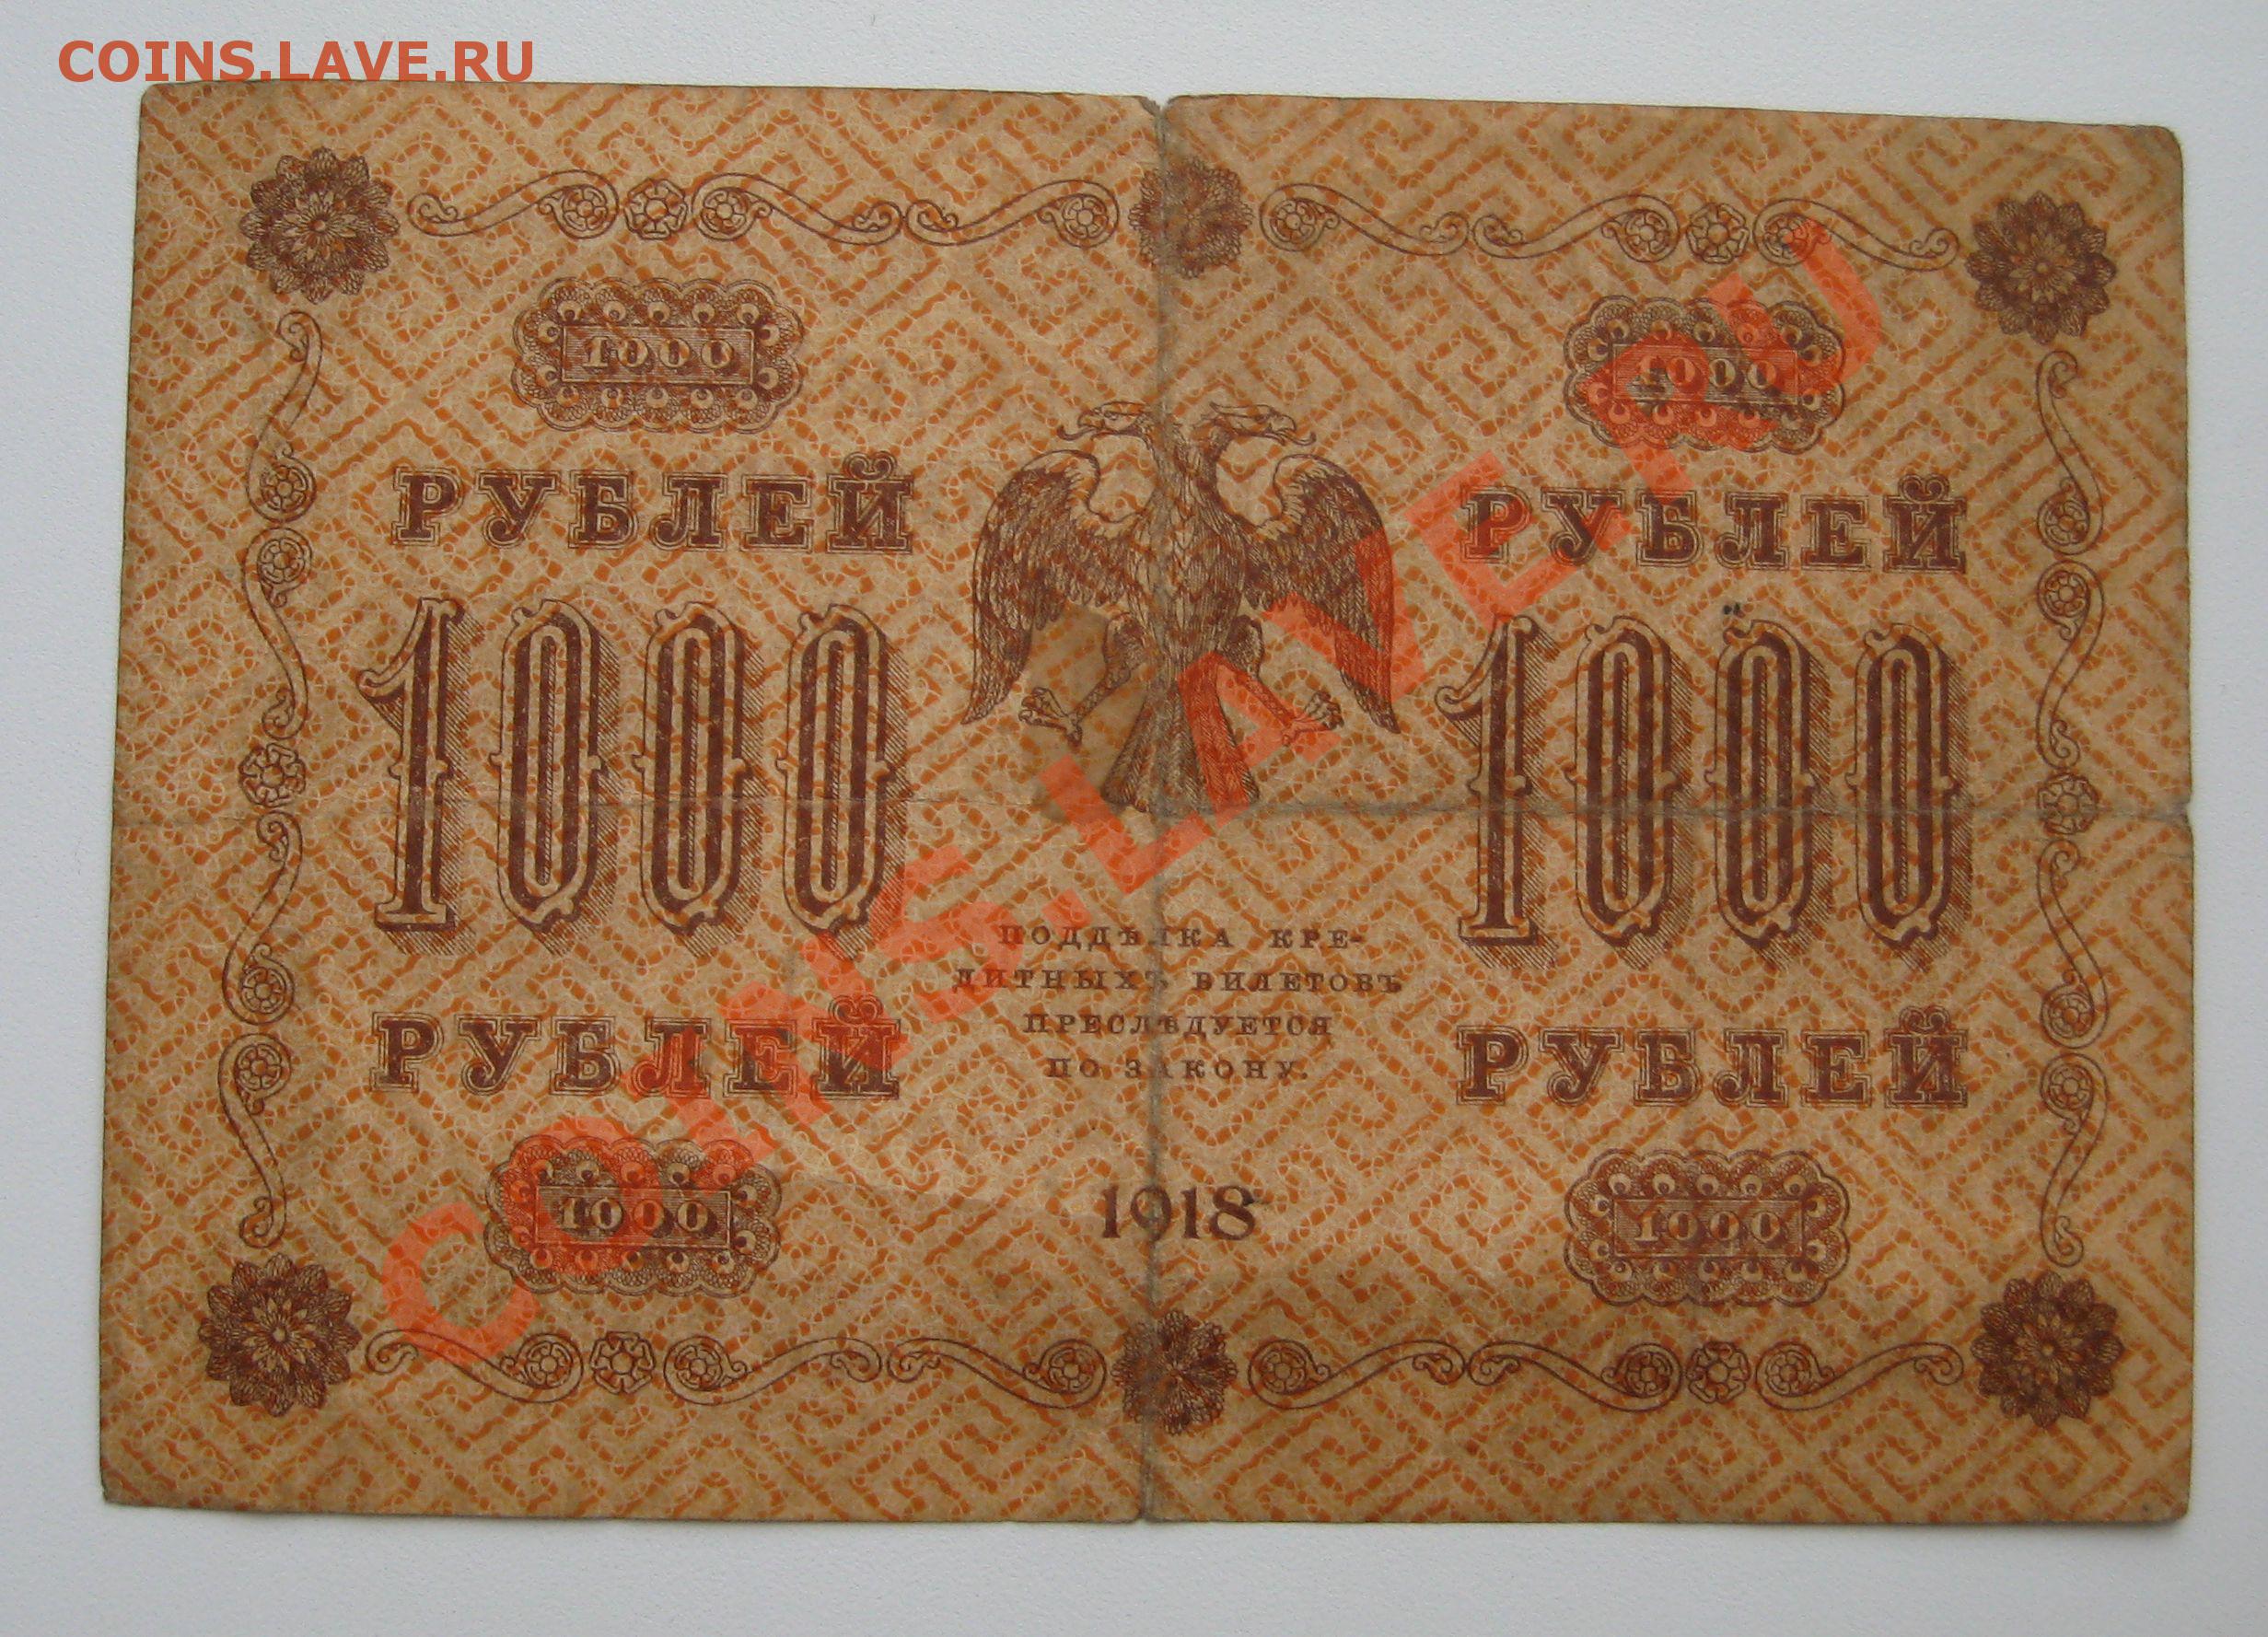 COINS.LAVE.RU
1000 1000
РУБЛЕЙ РУБЛЕЙ
1000 1000
ПОДДѢЛКА КРЕ-
ДИТНЫХЪ БИЛЕТОВЪ
ПРЕСЛѢДУЕТСЯ
ПО ЗАКОНУ.
РУБЛЕЙ РУБЛЕЙ
1000 1918 1000
COINS.LAVE.RU